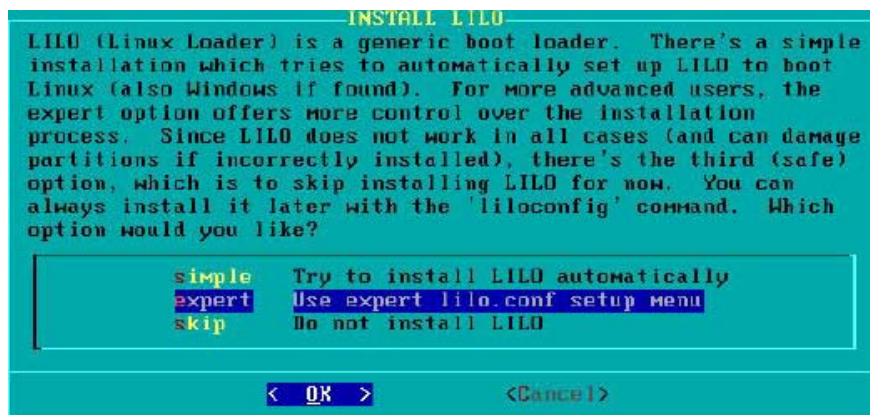 INSTALL LILO
LILO (Linux Loader) is a generic boot loader.  There's a simple
installation which tries to automatically set up LILO to boot
Linux (also Windows if found).  For more advanced users, the
expert option offers more control over the installation
process.  Since LILO does not work in all cases (and can damage
partitions if incorrectly installed), there's the third (safe)
option, which is to skip installing LILO for now.  You can
always install it later with the 'liloconfig' command.  Which
option would you like?
simple Try to install LILO automatically
expert Use expert lilo.conf setup menu
skip Do not install LILO
< OK > <Cancel>